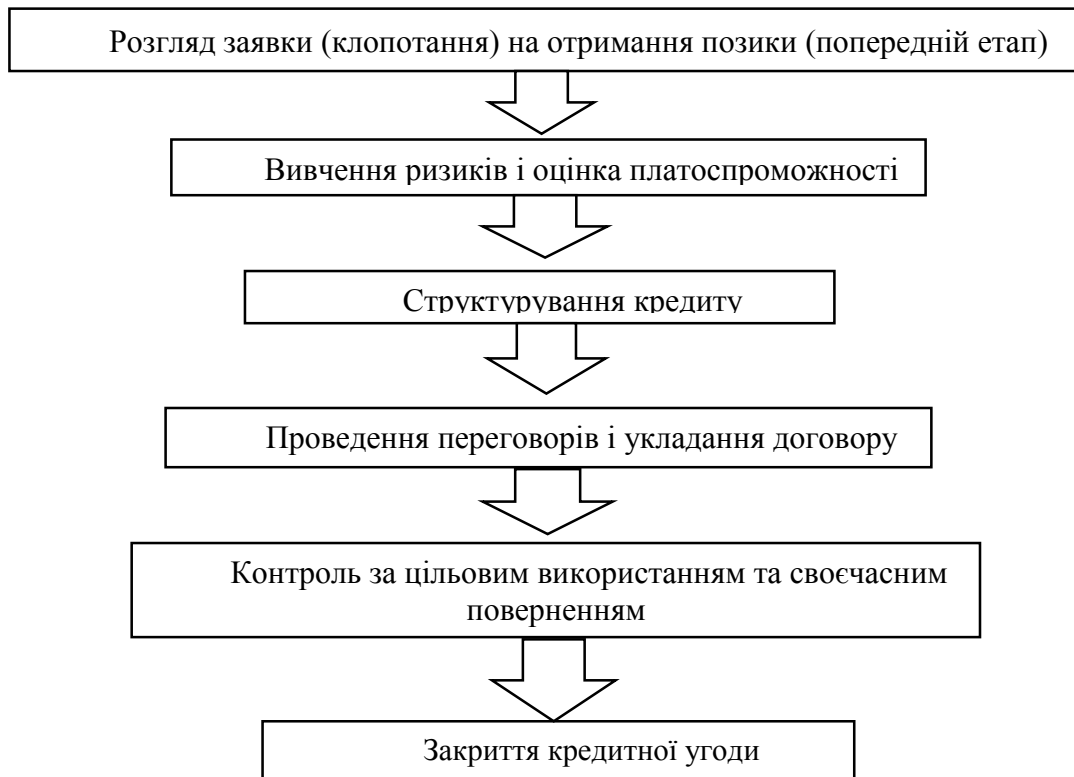 Розгляд заявки (клопотання) на отримання позики (попередній етап)
Вивчення ризиків і оцінка платоспроможності
Структурування кредиту
Проведення переговорів і укладання договору
Контроль за цільовим використанням та своєчасним
поверненням
Закриття кредитної угоди